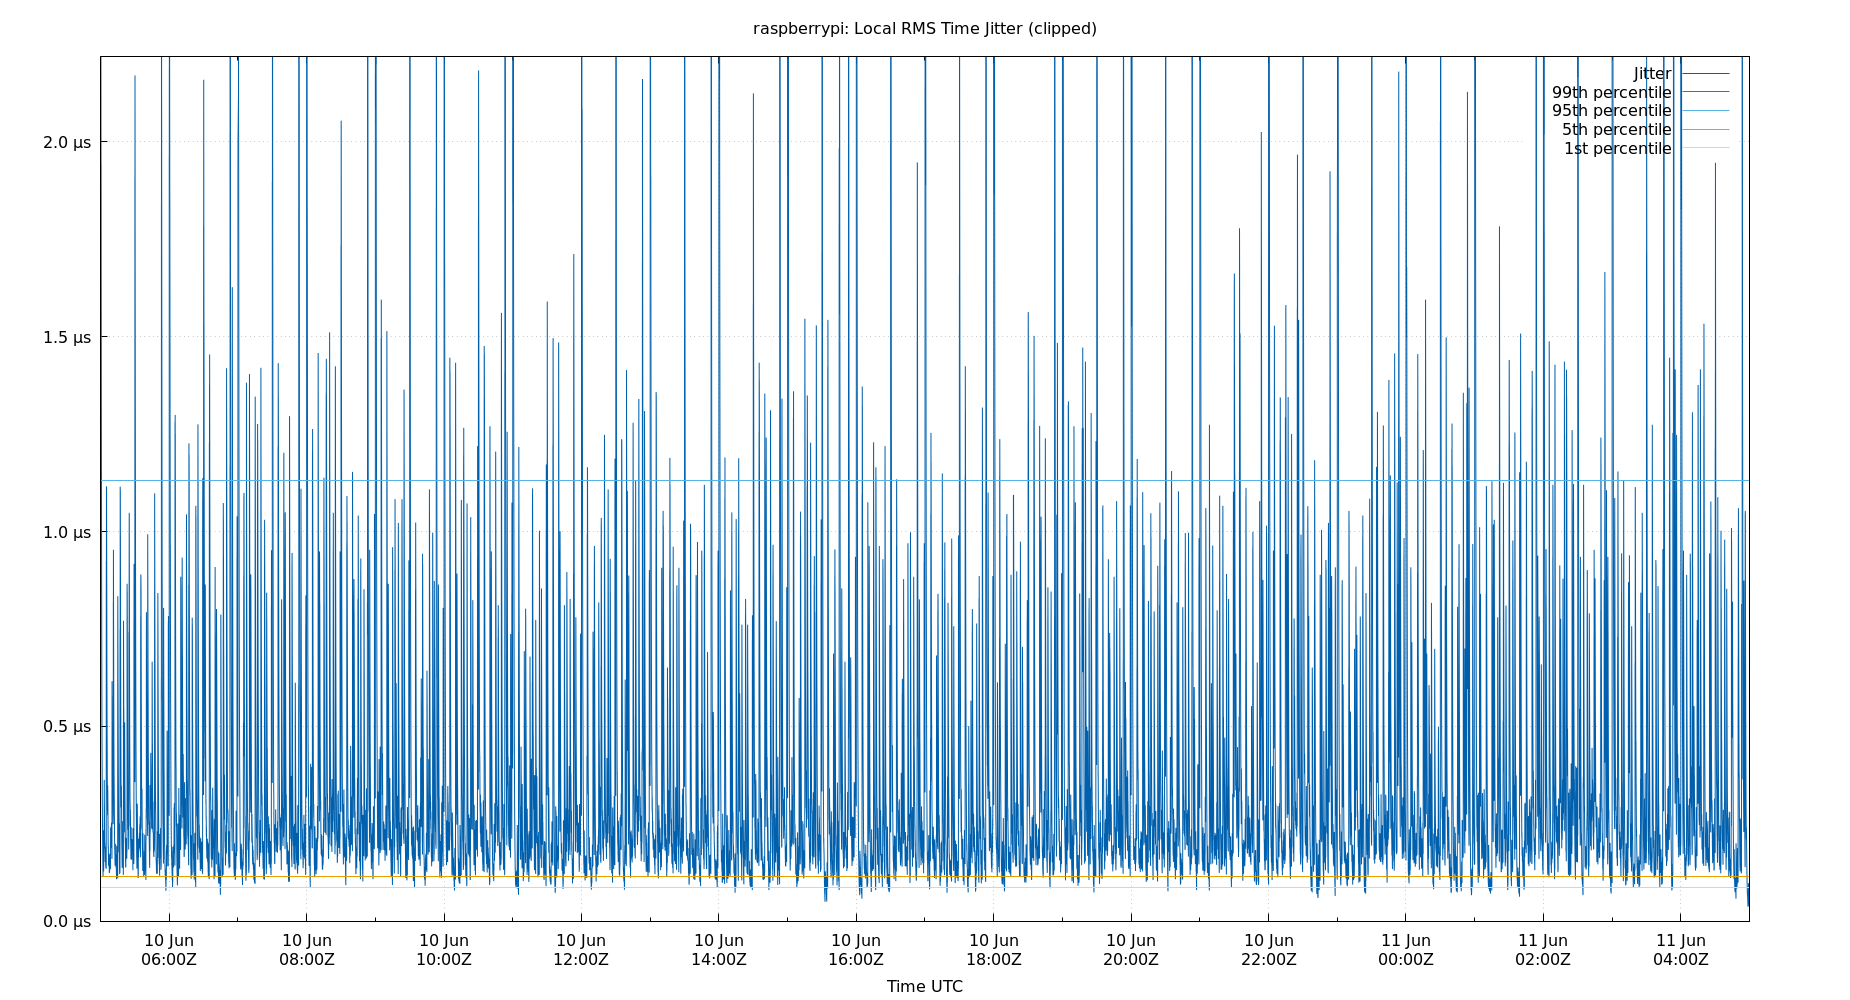 raspberrypi: Local RMS Time Jitter (clipped)
Jitter
99th percentile
95th percentile
5th percentile
1st percentile
2.0 μs
1.5 μs
1.0 μs
0.5 μs
0.0 μs
10 Jun 10 Jun 10 Jun 10 Jun 10 Jun 10 Jun 10 Jun 10 Jun 10 Jun 11 Jun 11 Jun 11 Jun
06:00Z 08:00Z 10:00Z 12:00Z 14:00Z 16:00Z 18:00Z 20:00Z 22:00Z 00:00Z 02:00Z 04:00Z
Time UTC